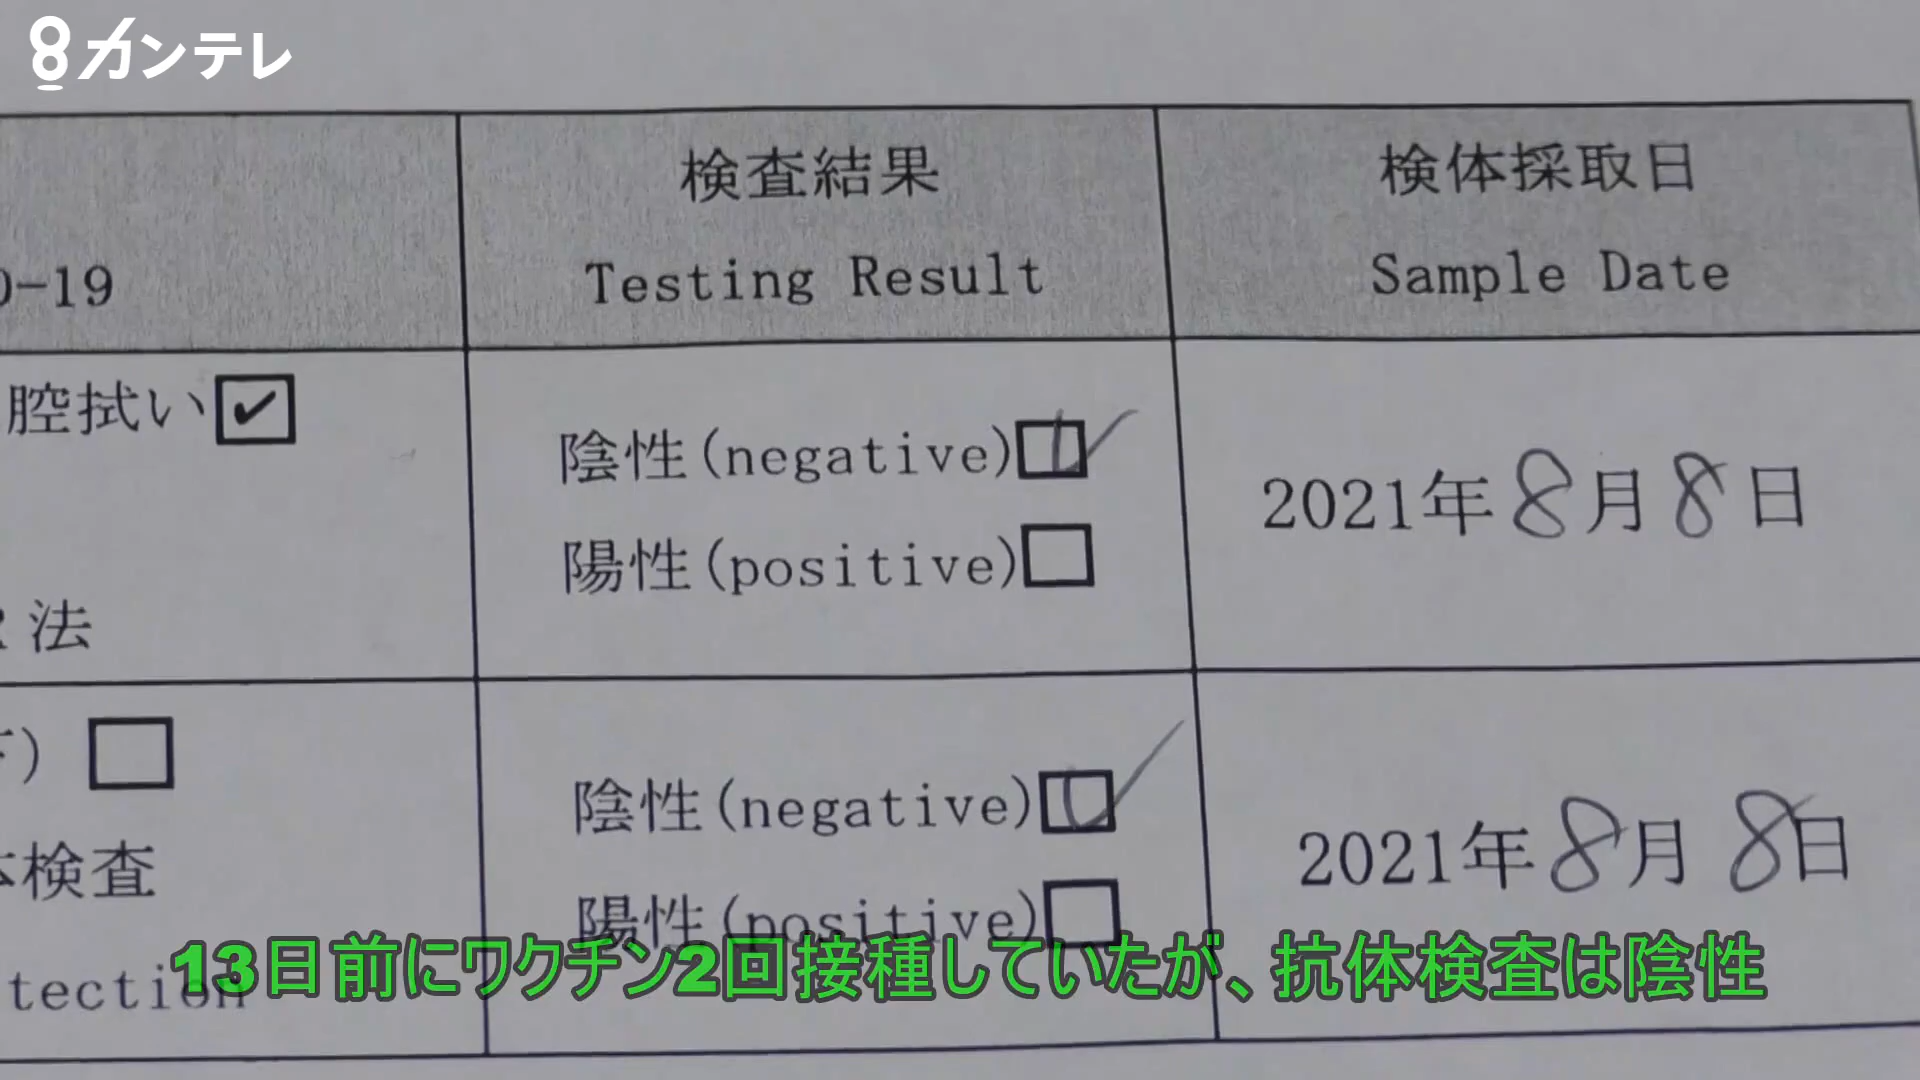 8カンテレ
検査結果
検体採取日
-19
Testing Result
Sample Date
腔拭い ✓
陰性(negative)
2021年8月8日
陽性(positive)
法
陰性(negative)
2021年8月8日
検査
陽性(positive)
tection
13日前にワクチン2回接種していたが、抗体検査は陰性